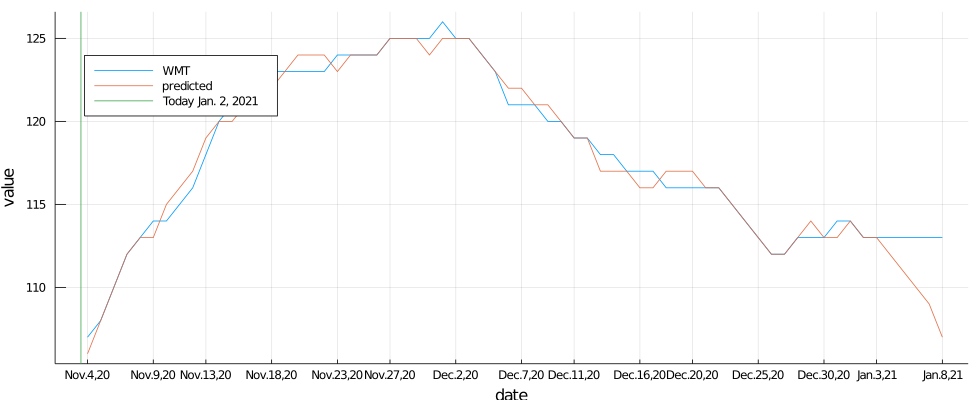 125
120
115
110
value
WMT
predicted
Today Jan. 2, 2021
Nov.4,20 Nov.9,20 Nov.13,20 Nov.18,20 Nov.23,20 Nov.27,20 Dec.2,20 Dec.7,20 Dec.11,20 Dec.16,20 Dec.20,20 Dec.25,20 Dec.30,20 Jan.3,21 Jan.8,21
date